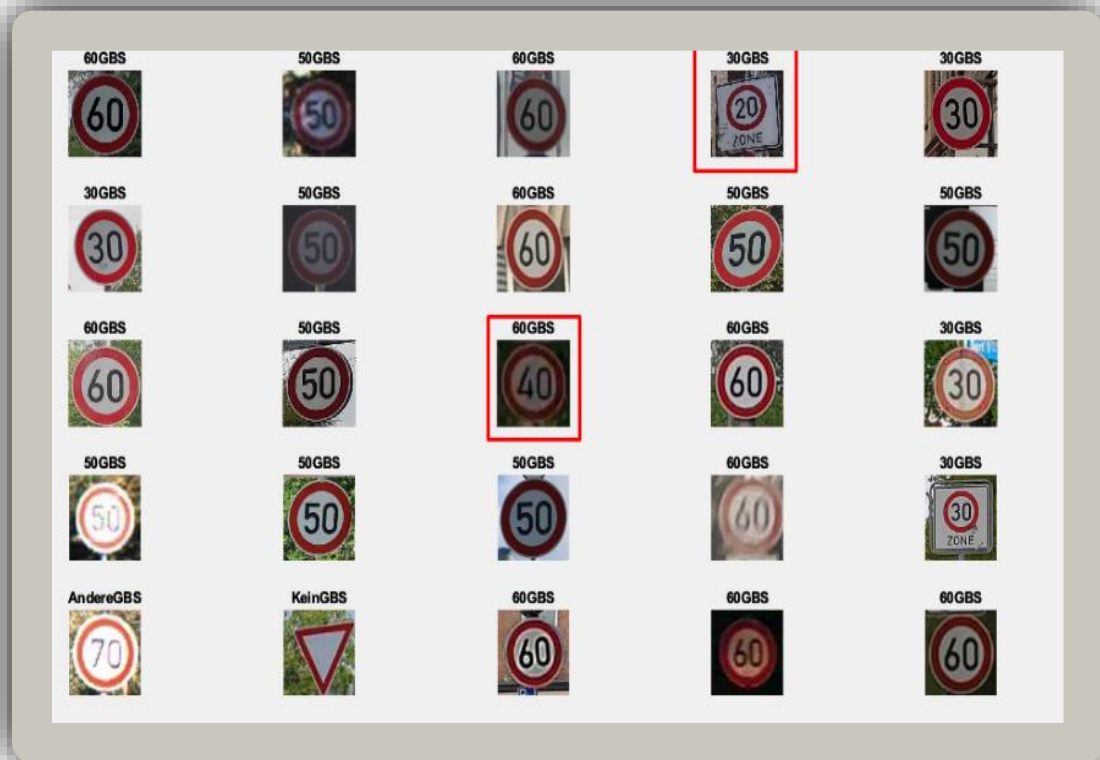 60GBS 50GBS 60GBS 30GBS 30GBS
60 50 60 20 30
ZONE
30GBS 50GBS 60GBS 50GBS 50GBS
30 50 60 50 50
60GBS 50GBS 60GBS 60GBS 30GBS
60 50 40 60 30
50GBS 50GBS 50GBS 60GBS 30GBS
50 50 50 60 30
ZONE
AndereGBS KeinGBS 60GBS 60GBS 60GBS
70 60 60 60